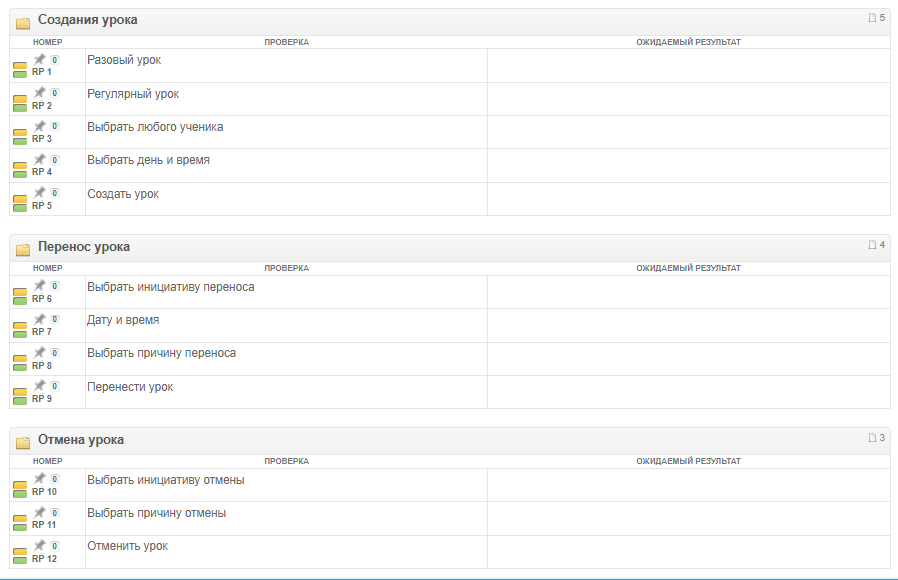 Создания урока 5
НОМЕР ПРОВЕРКА ОЖИДАЕМЫЙ РЕЗУЛЬТАТ
0 Разовый урок
RP 1
0 Регулярный урок
RP 2
0 Выбрать любого ученика
RP 3
0 Выбрать день и время
RP 4
0 Создать урок
RP 5
Перенос урока 4
НОМЕР ПРОВЕРКА ОЖИДАЕМЫЙ РЕЗУЛЬТАТ
0 Выбрать инициативу переноса
RP 6
0 Дату и время
RP 7
0 Выбрать причину переноса
RP 8
0 Перенести урок
RP 9
Отмена урока 3
НОМЕР ПРОВЕРКА ОЖИДАЕМЫЙ РЕЗУЛЬТАТ
0 Выбрать инициативу отмены
RP 10
0 Выбрать причину отмены
RP 11
0 Отменить урок
RP 12